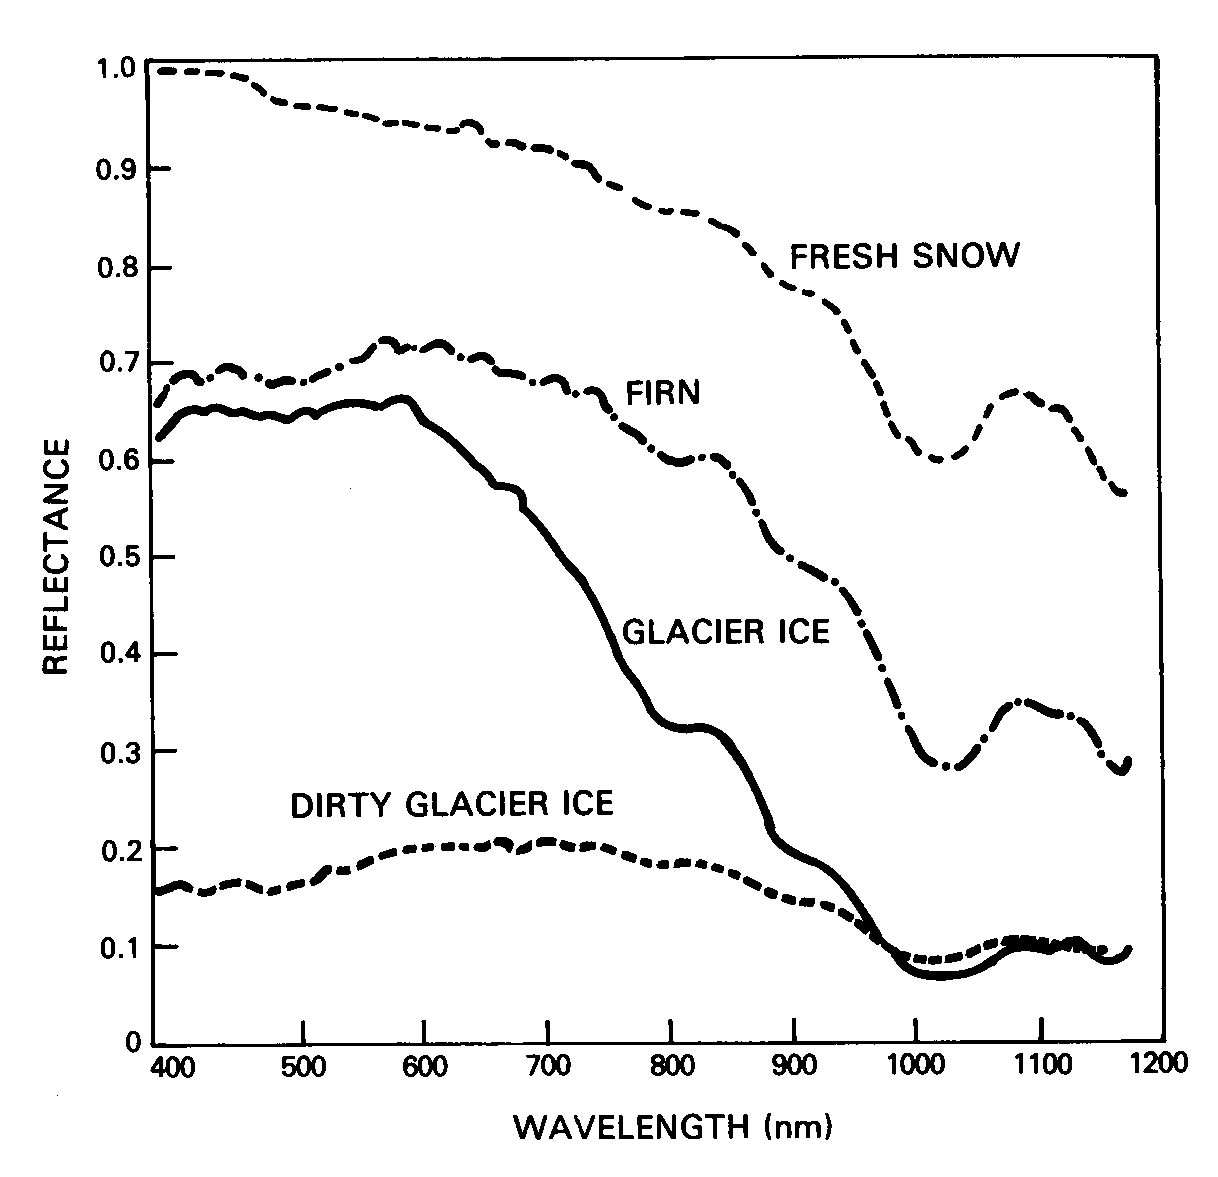 1.0
0.9
0.8
FRESH SNOW
0.7
FIRN
0.6
REFLECTANCE
0.5
GLACIER ICE
0.4
0.3
DIRTY GLACIER ICE
0.2
0.1
0
400 500 600 700 800 900 1000 1100 1200
WAVELENGTH (nm)